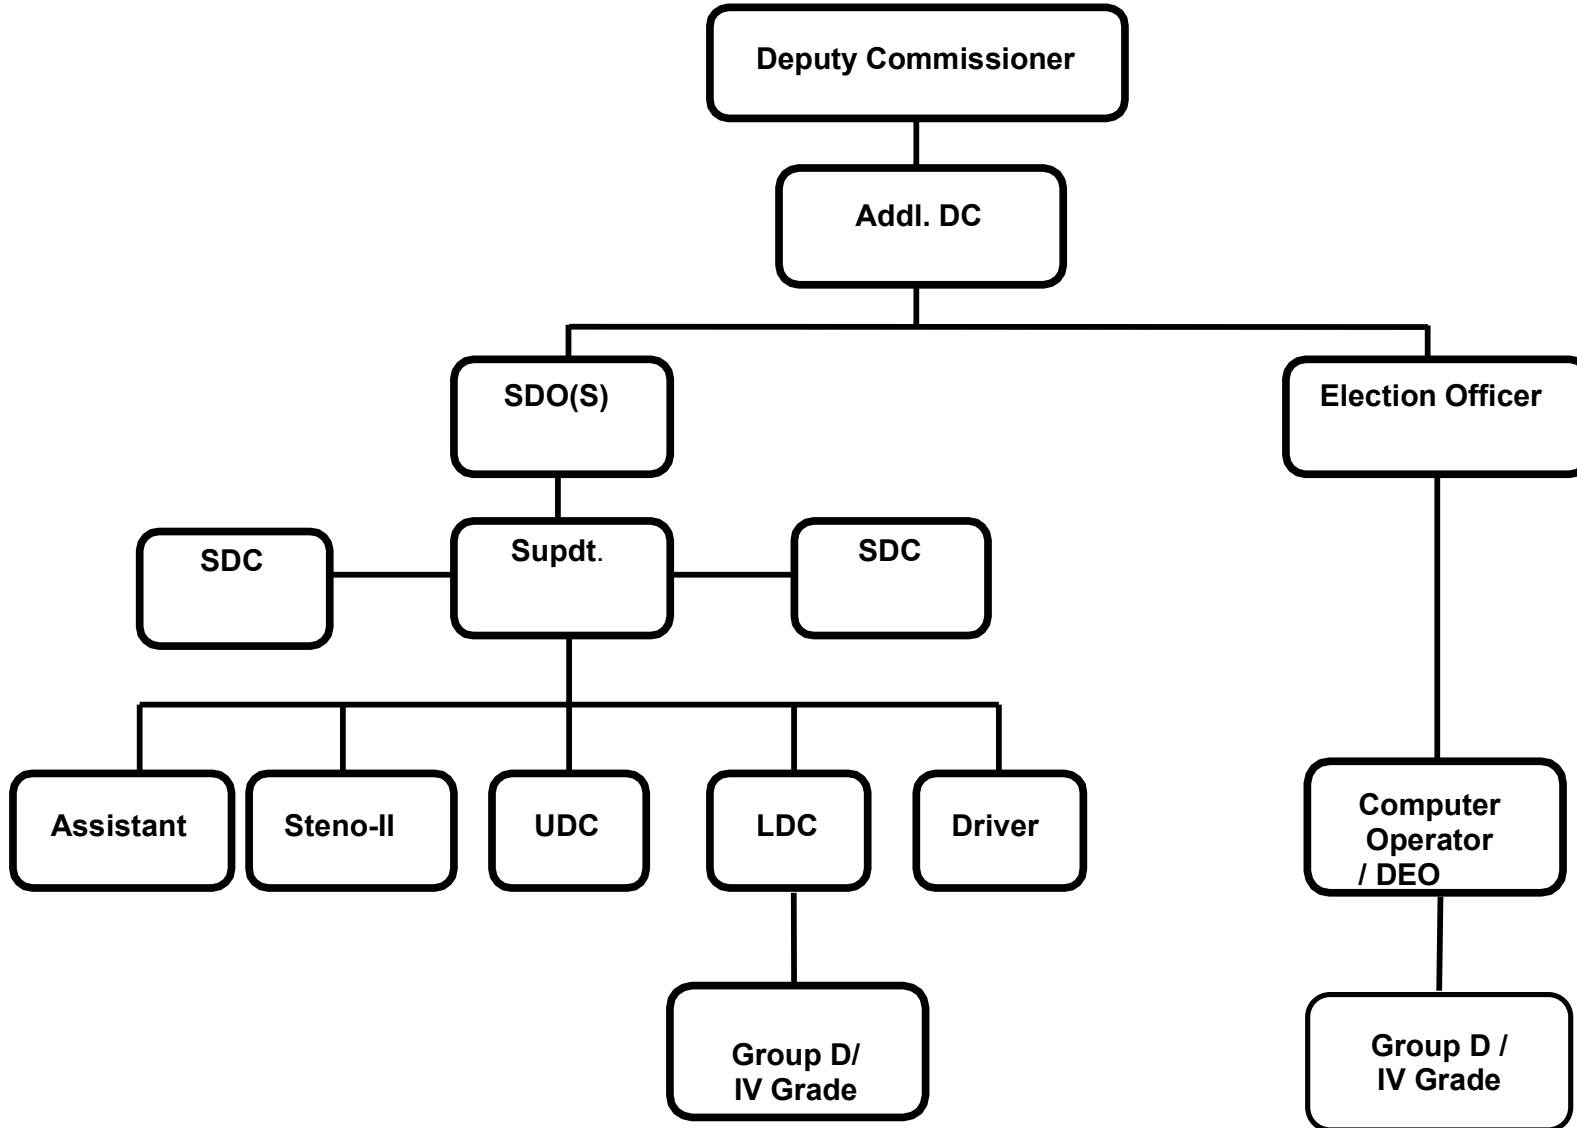 Deputy Commissioner
Addl. DC
SDO(S)
Election Officer
SDC
Supdt.
SDC
Assistant
Steno-II
UDC
LDC
Driver
Computer
Operator
/ DEO
Group D/
IV Grade
Group D /
IV Grade